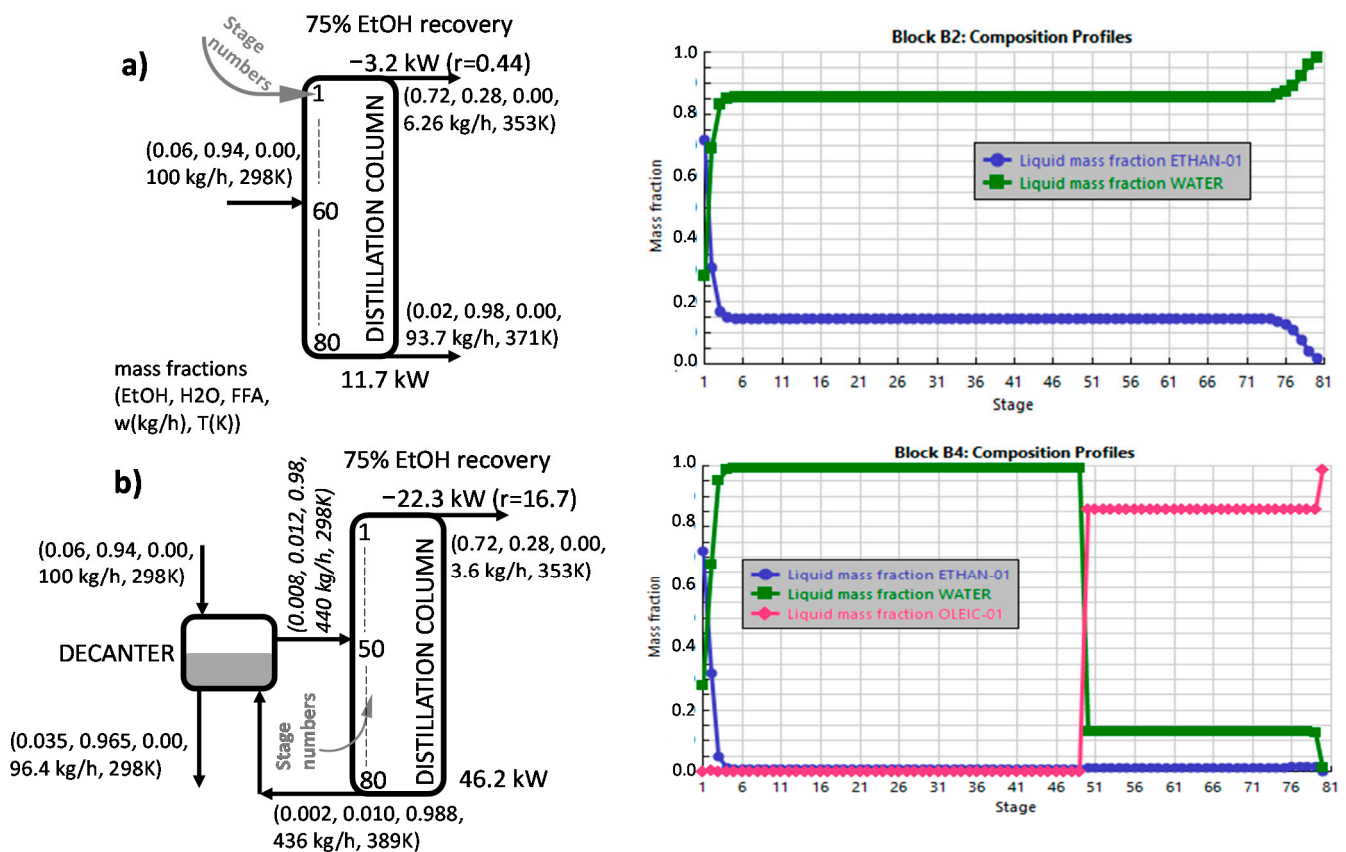 75% EtOH recovery
a)
Stage
numbers
−3.2 kW (r=0.44)
1
(0.72, 0.28, 0.00,
6.26 kg/h, 353K)
(0.06, 0.94, 0.00,
100 kg/h, 298K)
60
DISTILLATION COLUMN
(0.02, 0.98, 0.00,
93.7 kg/h, 371K)
80
11.7 kW
mass fractions
(EtOH, H2O, FFA,
w(kg/h), T(K))
Block B2: Composition Profiles
Mass fraction
1.0
0.8
0.6
0.4
0.2
0.0
Liquid mass fraction ETHAN-01
Liquid mass fraction WATER
1 6 11 16 21 26 31 36 41 46 51 56 61 66 71 76 81
Stage
75% EtOH recovery
b)
−22.3 kW (r=16.7)
(0.008, 0.012, 0.98,
440 kg/h, 298K)
1
(0.72, 0.28, 0.00,
3.6 kg/h, 353K)
(0.06, 0.94, 0.00,
100 kg/h, 298K)
DECANTER
50
DISTILLATION COLUMN
Stage
numbers
(0.035, 0.965, 0.00,
96.4 kg/h, 298K)
80
46.2 kW
(0.002, 0.010, 0.988,
436 kg/h, 389K)
Block B4: Composition Profiles
Mass fraction
1.0
0.8
0.6
0.4
0.2
0.0
Liquid mass fraction ETHAN-01
Liquid mass fraction WATER
Liquid mass fraction OLEIC-01
1 6 11 16 21 26 31 36 41 46 51 56 61 66 71 76 81
Stage